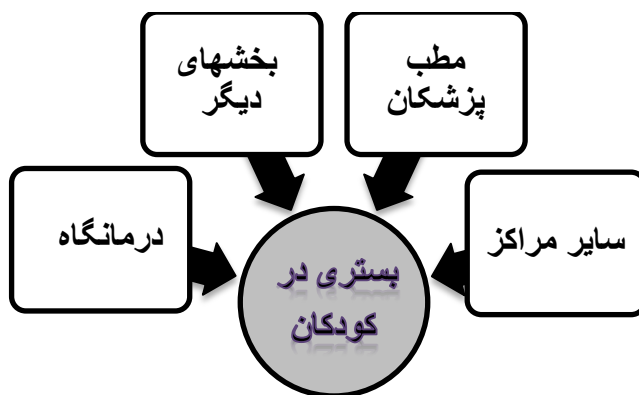 مطب
پزشکان
بخشهای
دیگر
سایر مراکز
درمانگاه
بستری در
کودکان